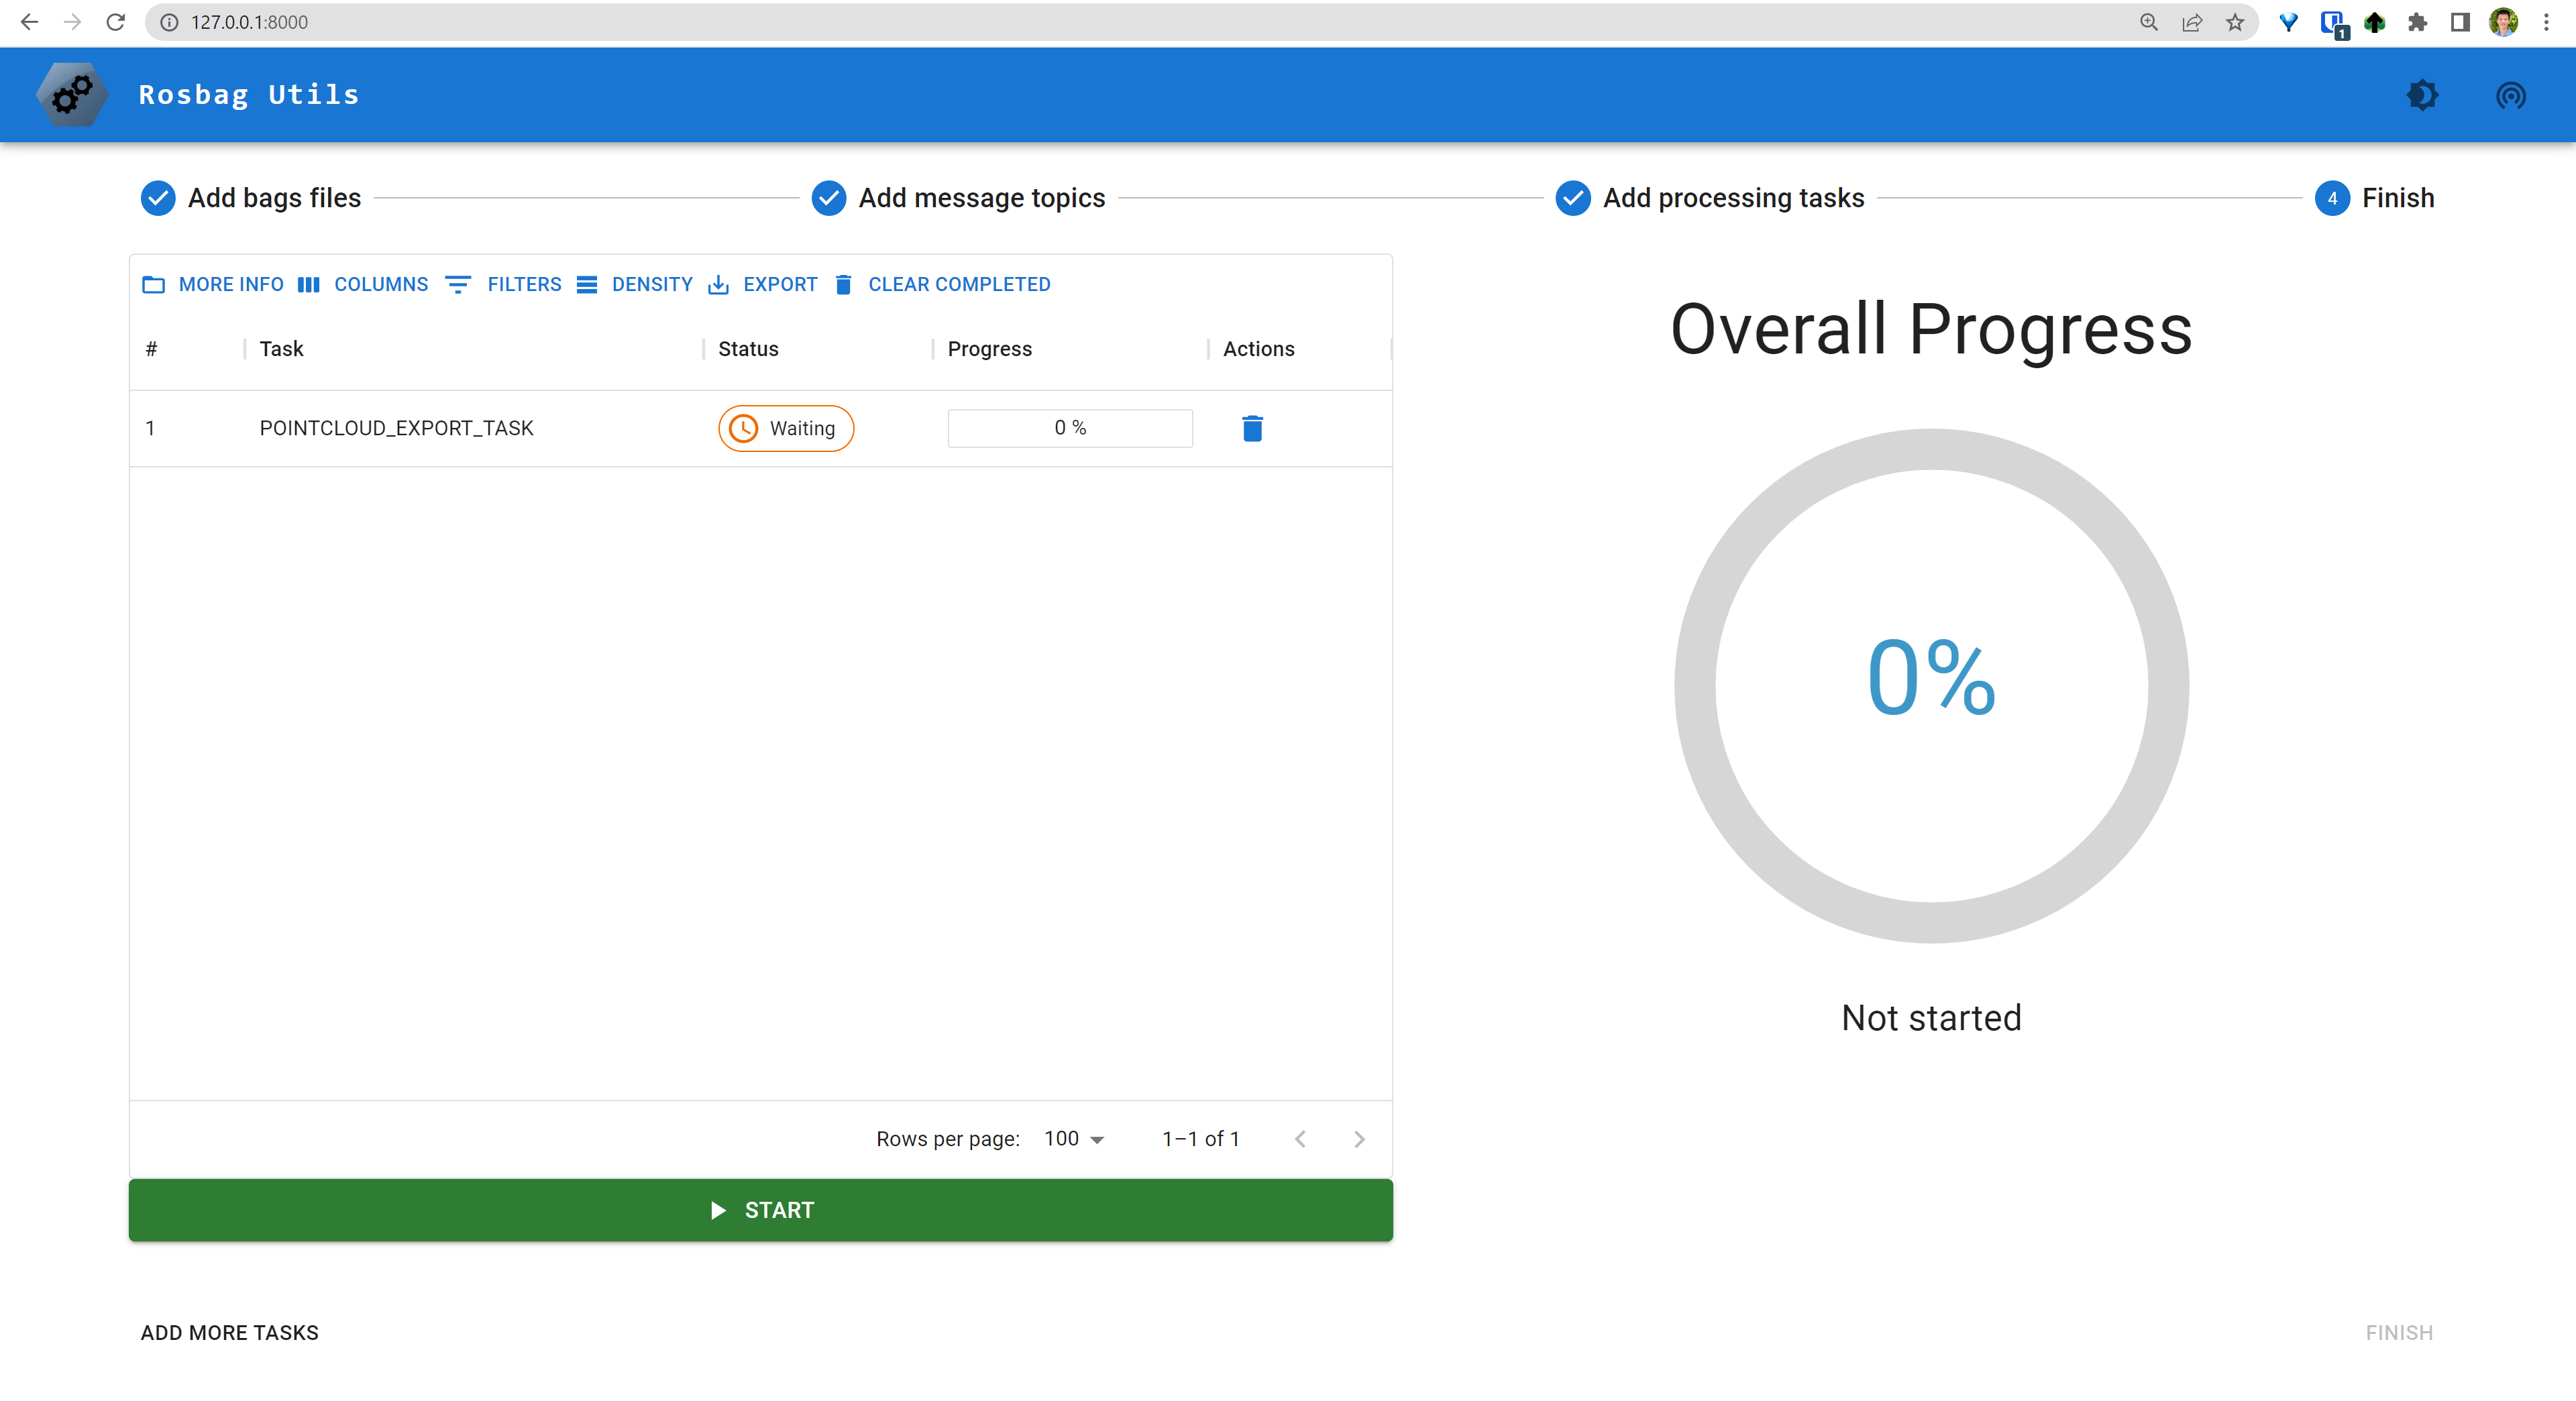 127.0.0.1:8000
1
Rosbag Utils
Add bags files
Add message topics
Add processing tasks
4 Finish
MORE INFO COLUMNS FILTERS DENSITY EXPORT CLEAR COMPLETED
# Task Status Progress Actions
1 POINTCLOUD_EXPORT_TASK Waiting 0 %
Rows per page: 100 1–1 of 1
START
Overall Progress
0%
Not started
ADD MORE TASKS
FINISH